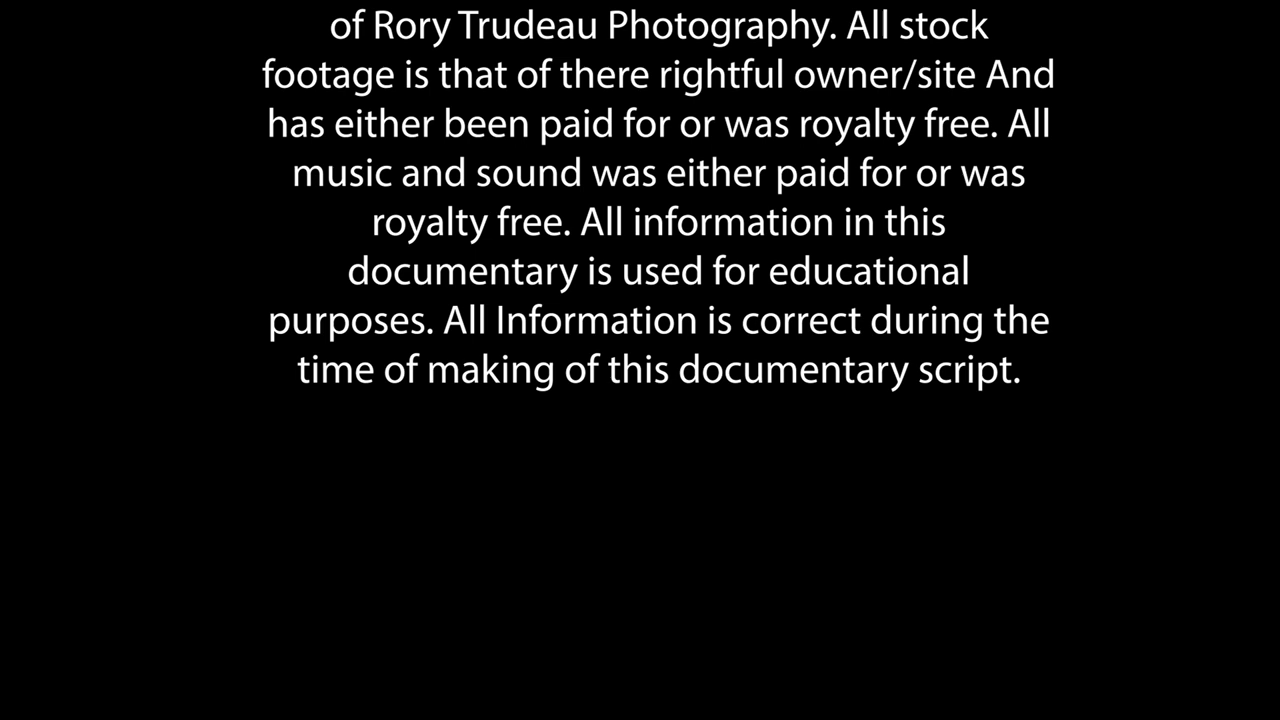 of Rory Trudeau Photography. All stock
footage is that of there rightful owner/site And
has either been paid for or was royalty free. All
music and sound was either paid for or was
royalty free. All information in this
documentary is used for educational
purposes. All Information is correct during the
time of making of this documentary script.